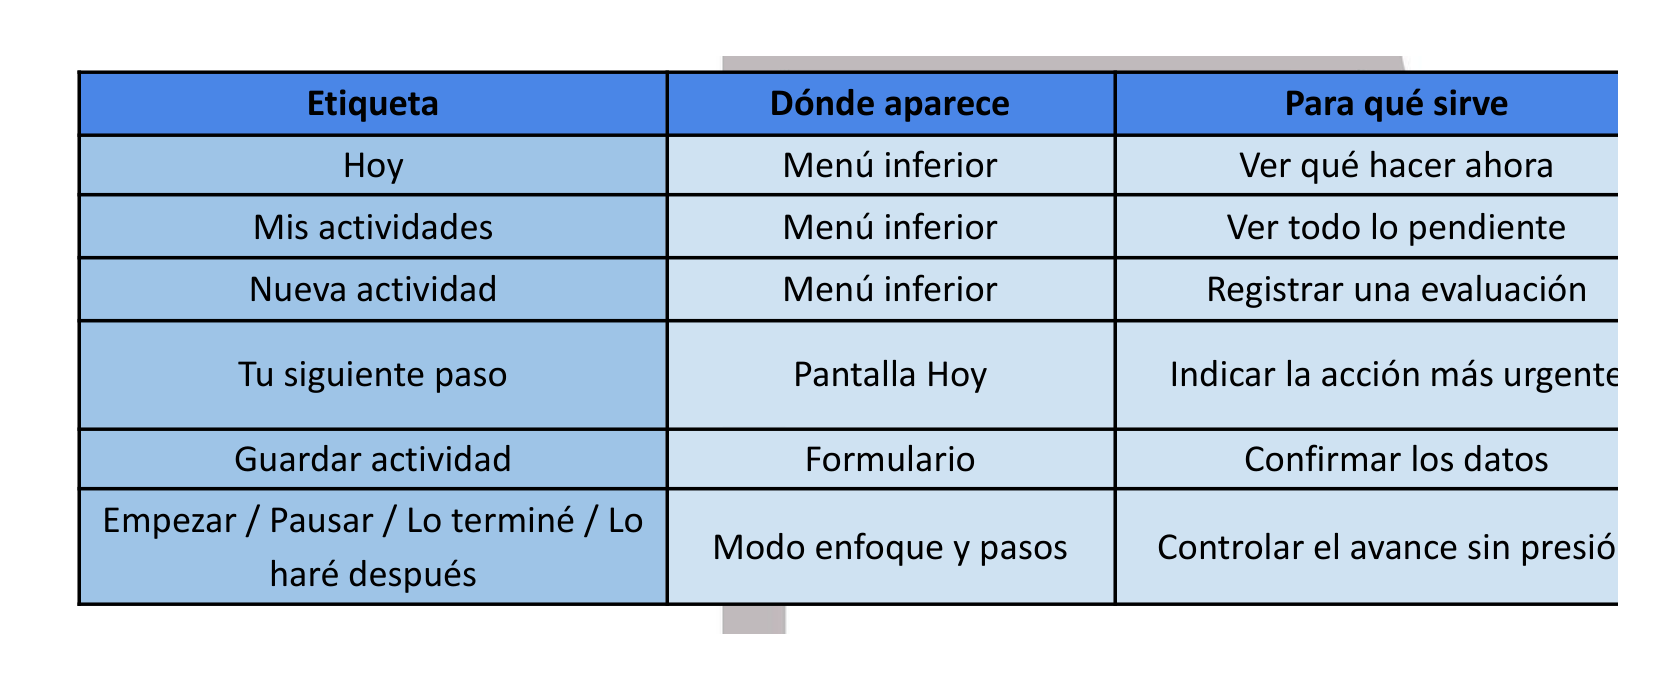 Etiqueta Dónde aparece Para qué sirve
Hoy Menú inferior Ver qué hacer ahora
Mis actividades Menú inferior Ver todo lo pendiente
Nueva actividad Menú inferior Registrar una evaluación
Tu siguiente paso Pantalla Hoy Indicar la acción más urgente
Guardar actividad Formulario Confirmar los datos
Empezar / Pausar / Lo terminé / Lo
haré después Modo enfoque y pasos Controlar el avance sin presió